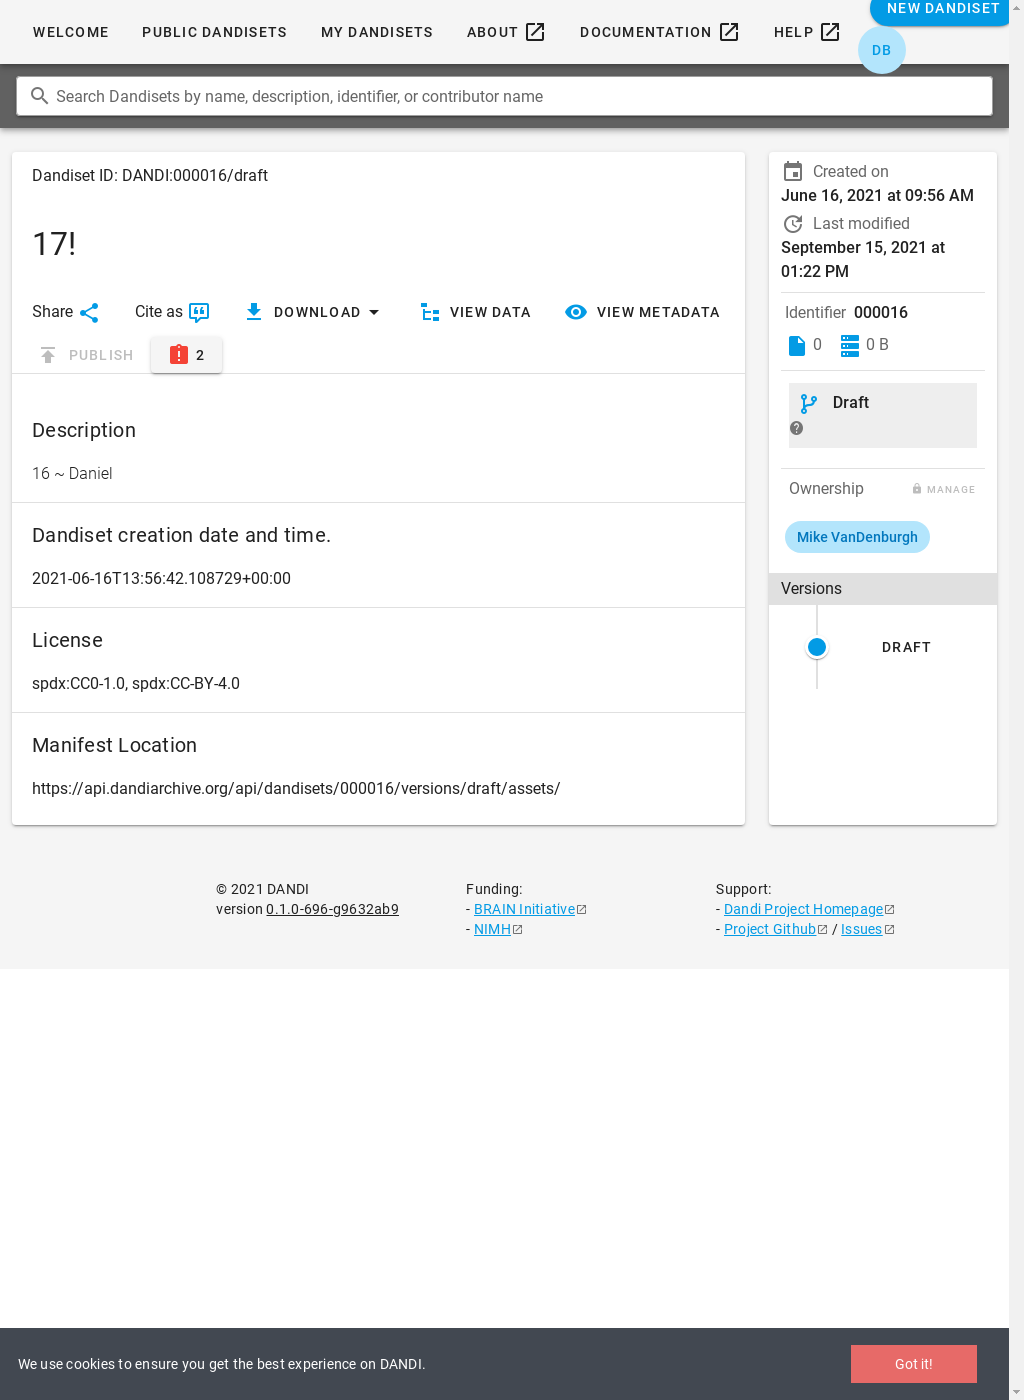 NEW DANDISET
WELCOME PUBLIC DANDISETS MY DANDISETS ABOUT DOCUMENTATION HELP
DB
Search Dandisets by name, description, identifier, or contributor name
Dandiset ID: DANDI:000016/draft
17!
Share Cite as DOWNLOAD VIEW DATA VIEW METADATA
PUBLISH 2
Description
16 ~ Daniel
Dandiset creation date and time.
2021-06-16T13:56:42.108729+00:00
License
spdx:CC0-1.0, spdx:CC-BY-4.0
Manifest Location
https://api.dandiarchive.org/api/dandisets/000016/versions/draft/assets/
Created on
June 16, 2021 at 09:56 AM
Last modified
September 15, 2021 at
01:22 PM
Identifier 000016
0 0 B
Draft
Ownership MANAGE
Mike VanDenburgh
Versions
DRAFT
© 2021 DANDI
version 0.1.0-696-g9632ab9
Funding:
- BRAIN Initiative
- NIMH
Support:
- Dandi Project Homepage
- Project Github / Issues
We use cookies to ensure you get the best experience on DANDI.
Got it!